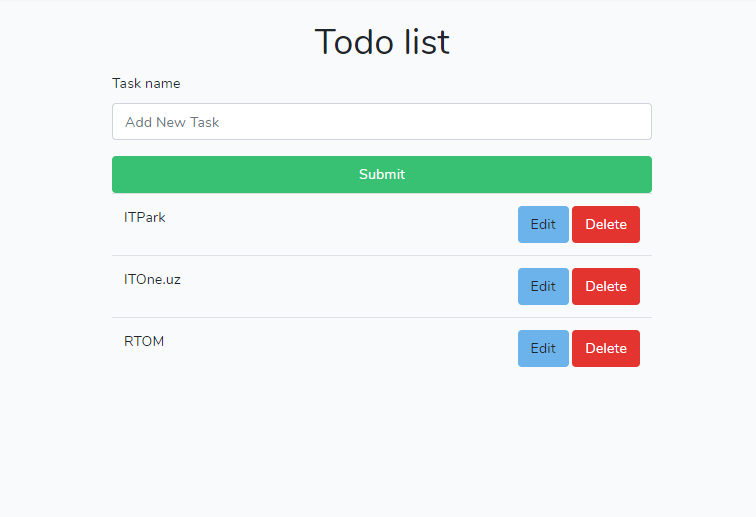 Todo list
Task name
Add New Task
Submit
ITPark Edit Delete
ITOne.uz Edit Delete
RTOM Edit Delete